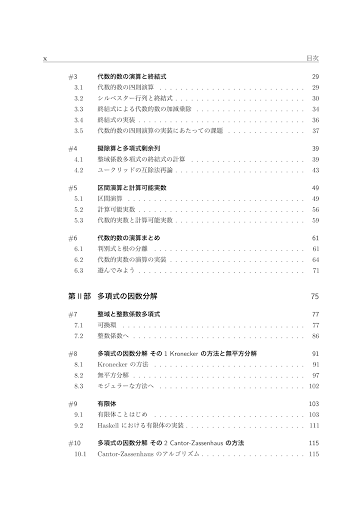 x 目次
#3 代数的数の演算と終結式 29
3.1 代数的数の四則演算 29
3.2 シルベスター行列と終結式 30
3.3 終結式による代数的数の加減乗除 34
3.4 終結式の実装 36
3.5 代数的数の四則演算の実装にあたっての課題 37
#4 擬除算と多項式剰余列 39
4.1 整域係数多項式の終結式の計算 39
4.2 ユークリッドの互除法再論 43
#5 区間演算と計算可能実数 49
5.1 区間演算 49
5.2 計算可能実数 56
5.3 代数的実数と計算可能実数 59
#6 代数的数の演算まとめ 61
6.1 判別式と根の分離 61
6.2 代数的実数の演算の実装 64
6.3 遊んでみよう 71
第 II 部 多項式の因数分解 75
#7 整域と整数係数多項式 77
7.1 可換環 77
7.2 整数係数へ 86
#8 多項式の因数分解 その 1 Kronecker の方法と無平方分解 91
8.1 Kronecker の方法 91
8.2 無平方分解 97
8.3 モジュラーな方法へ 102
#9 有限体 103
9.1 有限体ことはじめ 103
9.2 Haskell における有限体の実装 111
#10 多項式の因数分解 その 2 Cantor-Zassenhaus の方法 115
10.1 Cantor-Zassenhaus のアルゴリズム 115